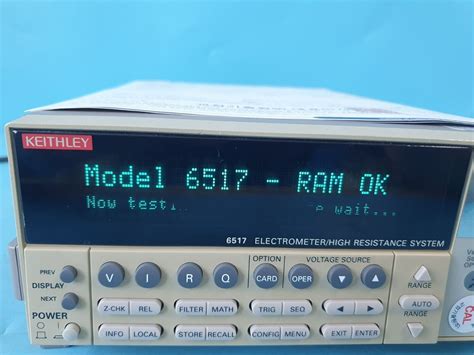 KEITHLEY
Model 6517 - RAM OK
Now test e wait...
6517 ELECTROMETER/HIGH RESISTANCE SYSTEM
PREV
DISPLAY
NEXT
POWER
V I R Q
OPTION
CARD
VOLTAGE SOURCE
OPER ▼ ▲
Z-CHK REL FILTER MATH TRIG SEQ ◀ ▶
INFO LOCAL STORE RECALL CONFIG MENU EXIT ENTER
RANGE
AUTO
RANGE
CAL